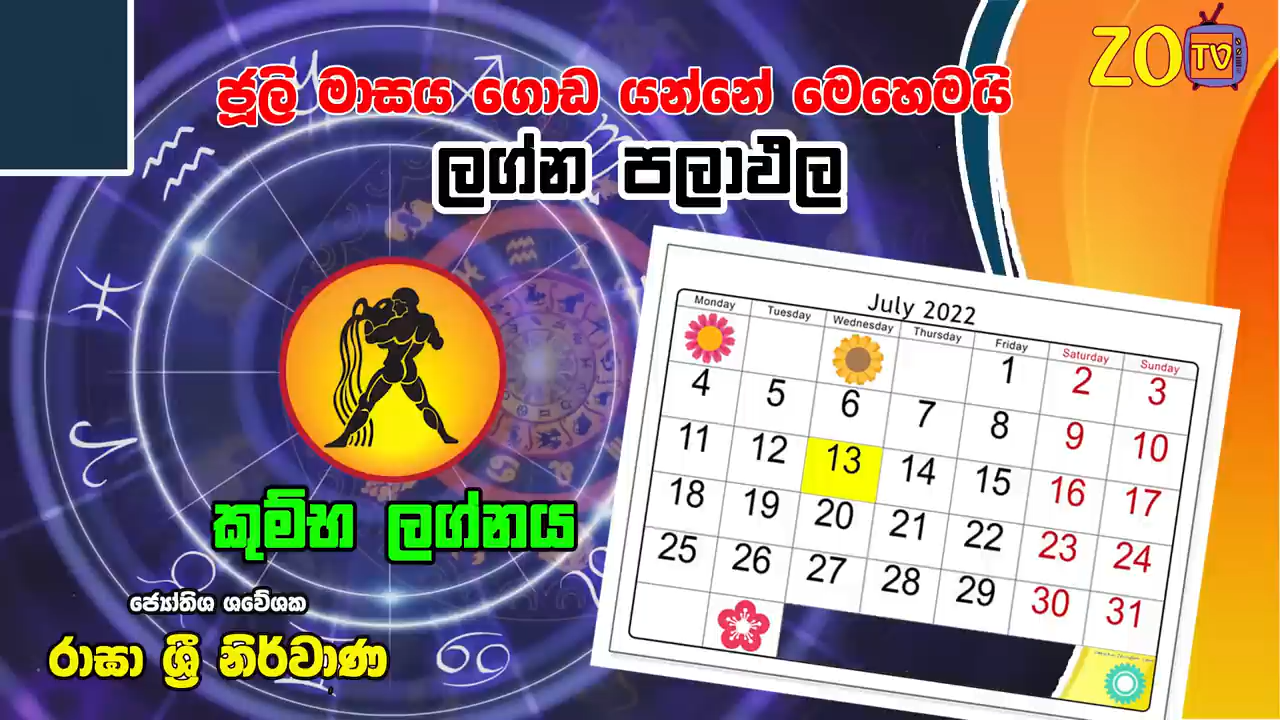 ZO TV
ජූලි මාසය ගොඩ යන්නේ මෙහෙමයි
ලග්න පලාඵල
July 2022
Monday Tuesday Wednesday Thursday Friday Saturday Sunday
1 2 3
4 5 6 7 8 9 10
11 12 13 14 15 16 17
18 19 20 21 22 23 24
25 26 27 28 29 30 31
කුම්භ ලග්නය
ජ්‍යෝතිශ ගවේශක
රාසා ශ්‍රී නිර්වාණ